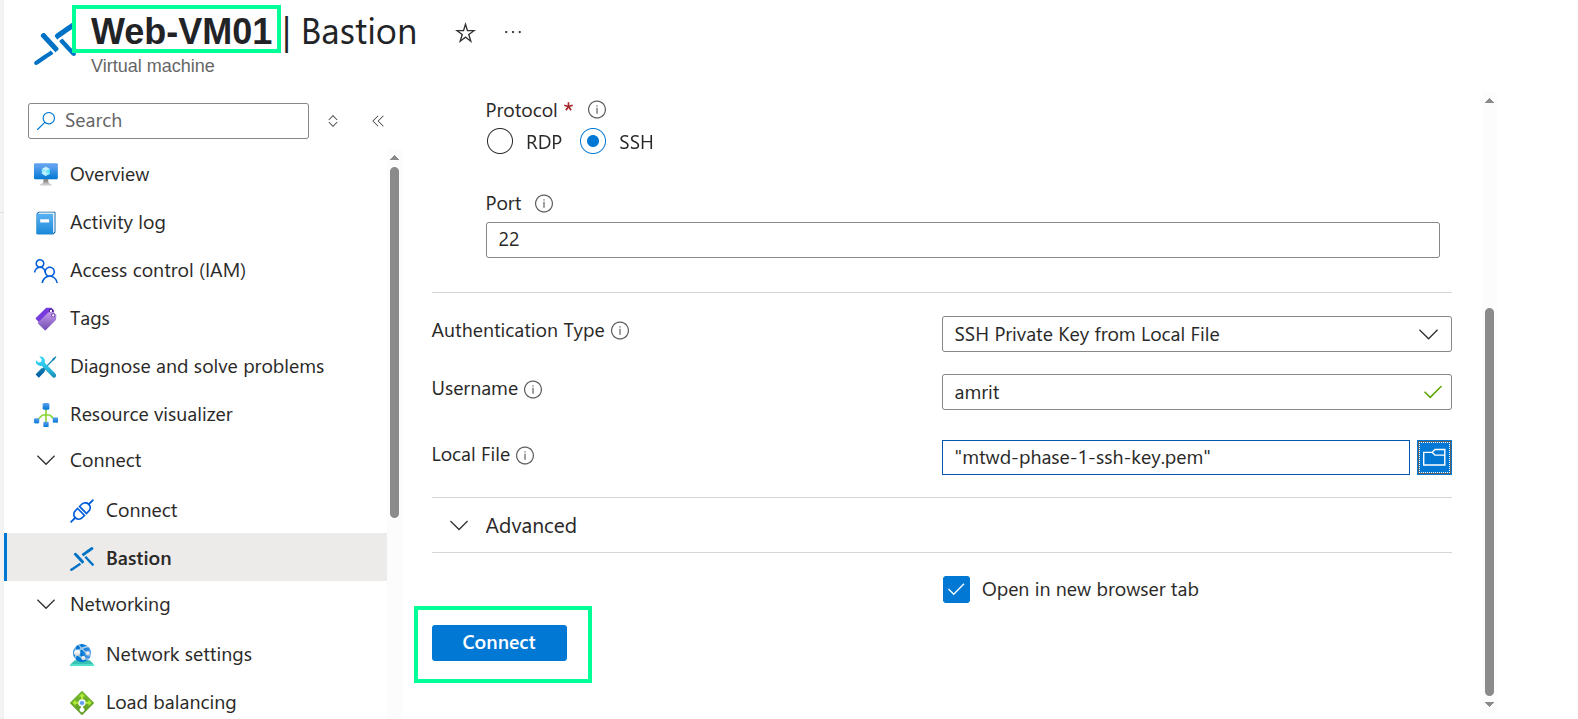 Web-VM01 | Bastion
Virtual machine
Search
Overview
Activity log
Access control (IAM)
Tags
Diagnose and solve problems
Resource visualizer
Connect
Connect
Bastion
Networking
Network settings
Load balancing
Protocol *
RDP
SSH
Port
22
Authentication Type
SSH Private Key from Local File
Username
amrit
Local File
"mtwd-phase-1-ssh-key.pem"
Advanced
Open in new browser tab
Connect